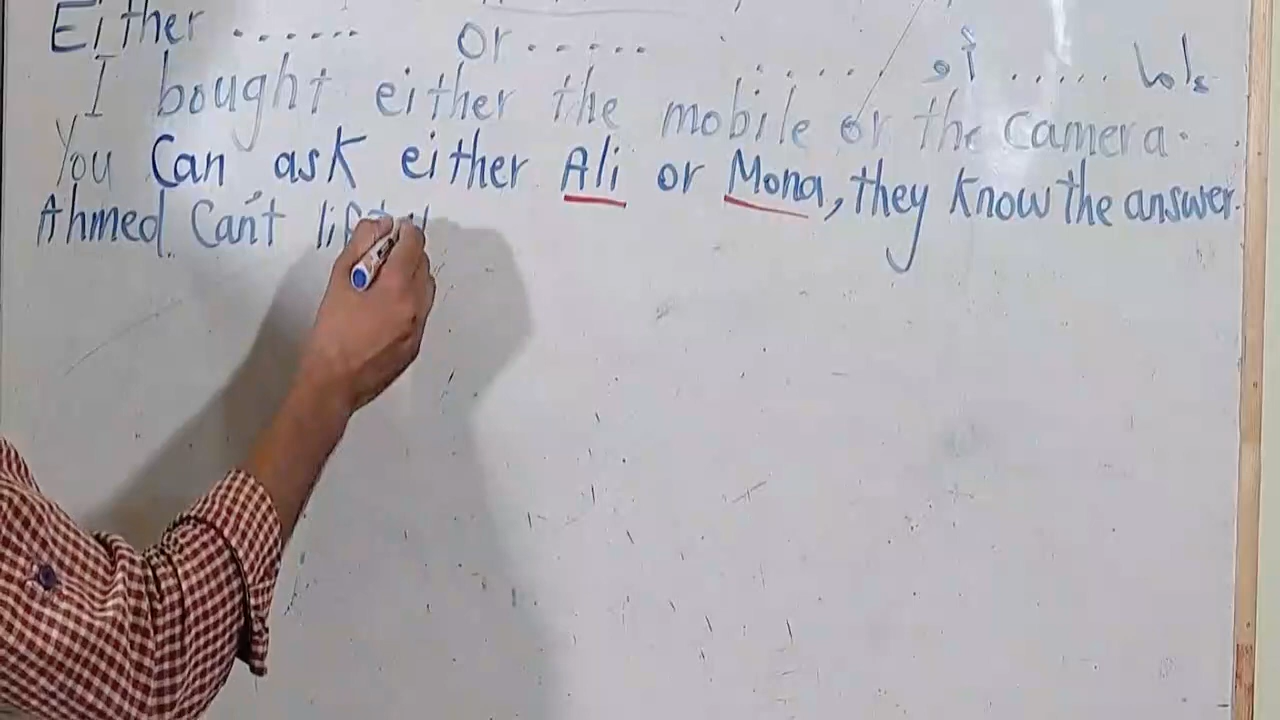 Either ...... or ..... إما ..... أو .....
I bought either the mobile or the camera.
You Can ask either Ali or Mona, they Know the answer.
Ahmed Can't lift